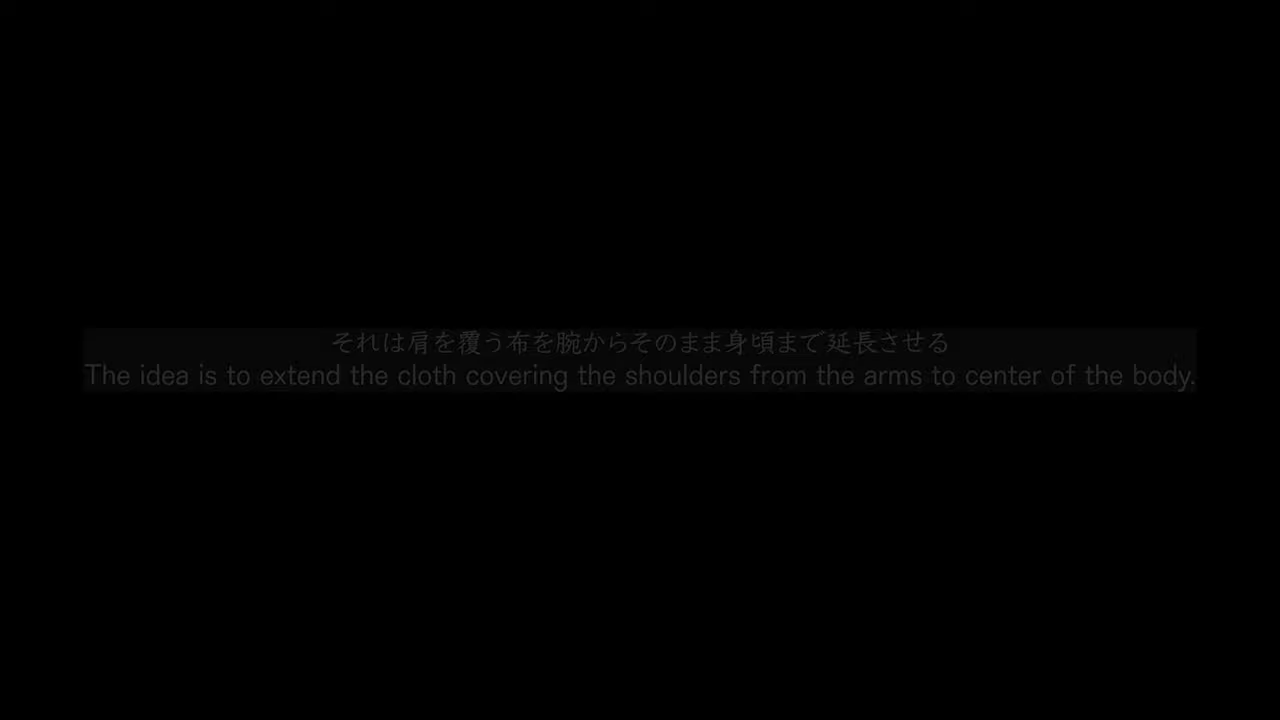 それは肩を覆う布を腕からそのまま身頃まで延長させる
The idea is to extend the cloth covering the shoulders from the arms to center of the body.